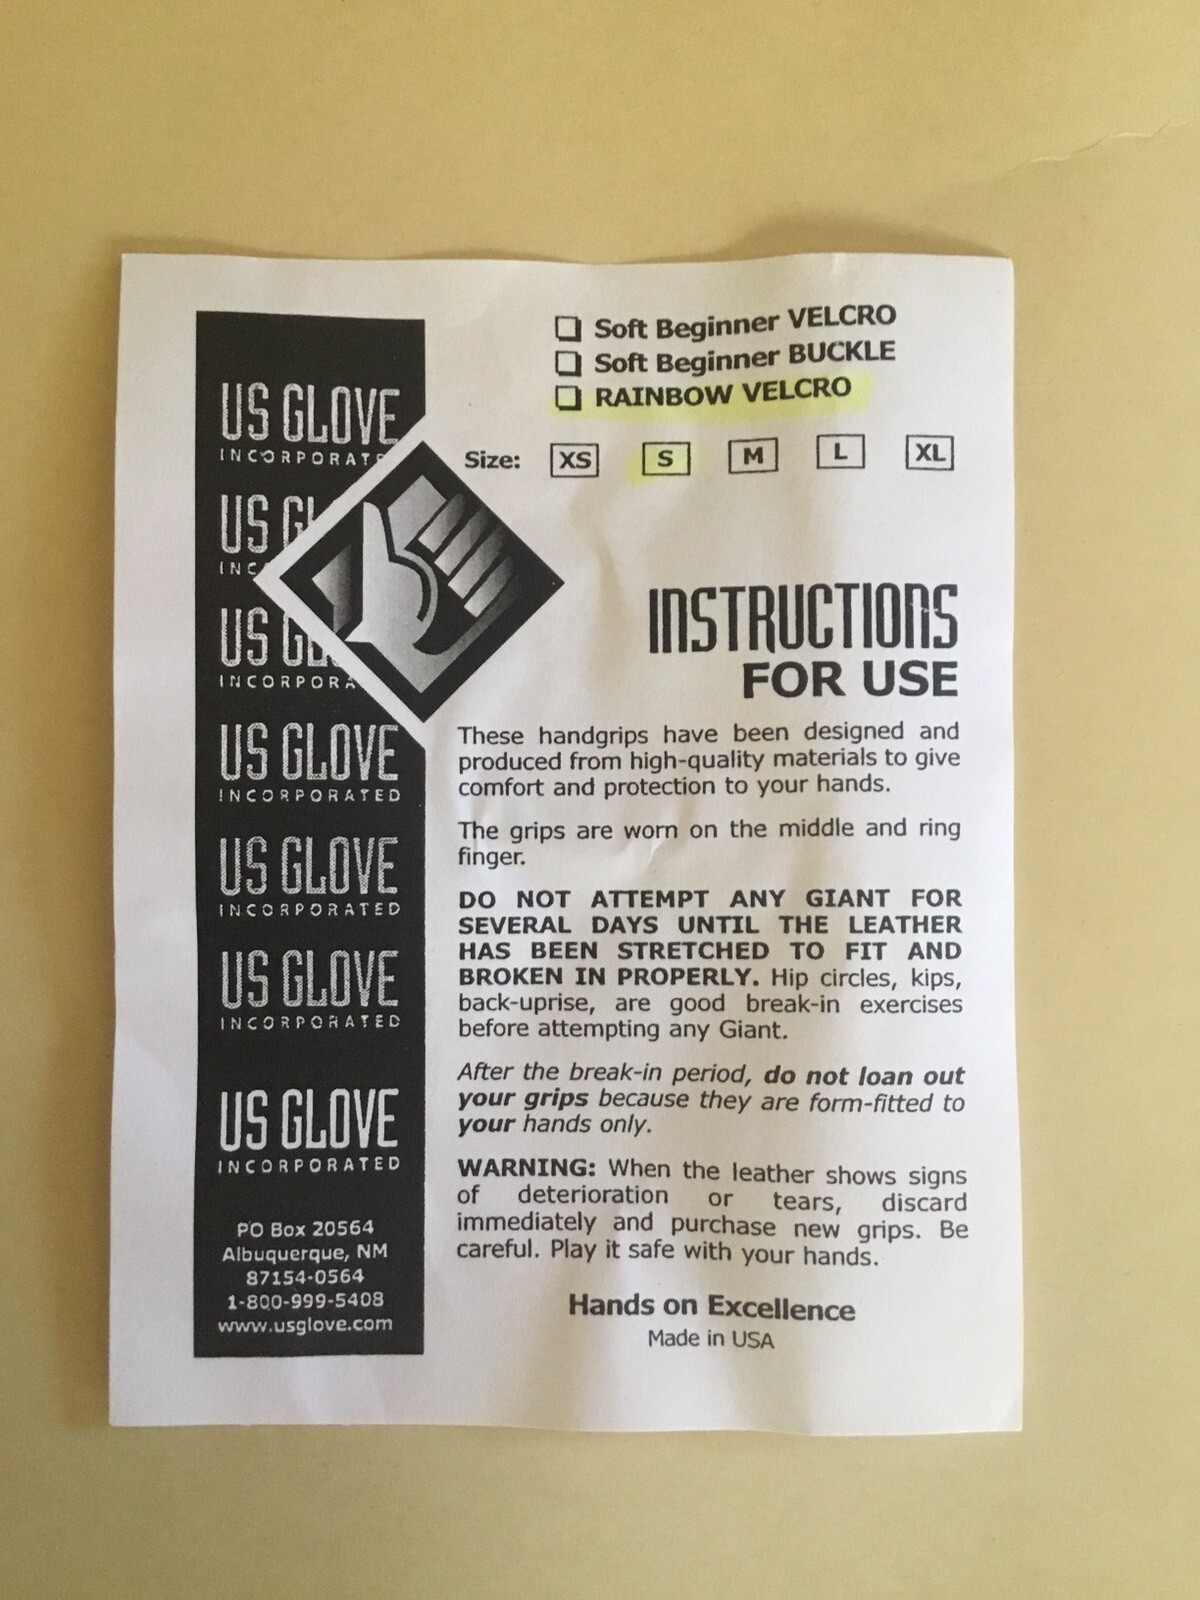 US GLOVE
INCORPORAT
US GL
INC
US GL
INCORPORA
US GLOVE
INCORPORATED
US GLOVE
INCORPORATED
US GLOVE
INCORPORATED
US GLOVE
INCORPORATED
PO Box 20564
Albuquerque, NM
87154-0564
1-800-999-5408
www.usglove.com
Soft Beginner VELCRO
Soft Beginner BUCKLE
RAINBOW VELCRO
Size: XS S M L XL
INSTRUCTIONS
FOR USE
These handgrips have been designed and
produced from high-quality materials to give
comfort and protection to your hands.
The grips are worn on the middle and ring
finger.
DO NOT ATTEMPT ANY GIANT FOR
SEVERAL DAYS UNTIL THE LEATHER
HAS BEEN STRETCHED TO FIT AND
BROKEN IN PROPERLY. Hip circles, kips,
back-uprise, are good break-in exercises
before attempting any Giant.
After the break-in period, do not loan out
your grips because they are form-fitted to
your hands only.
WARNING: When the leather shows signs
of deterioration or tears, discard
immediately and purchase new grips. Be
careful. Play it safe with your hands.
Hands on Excellence
Made in USA